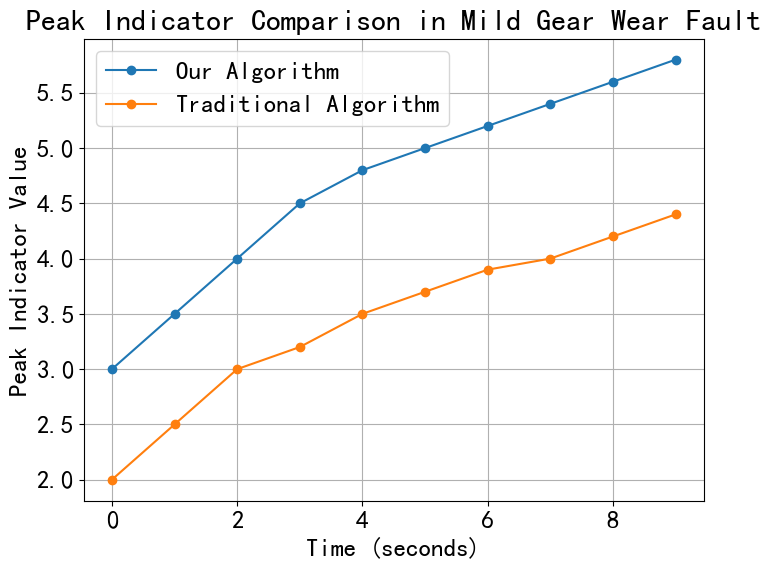 Peak Indicator Comparison in Mild Gear Wear Fault
Our Algorithm
Traditional Algorithm
Peak Indicator Value
5.5
5.0
4.5
4.0
3.5
3.0
2.5
2.0
0 2 4 6 8
Time (seconds)